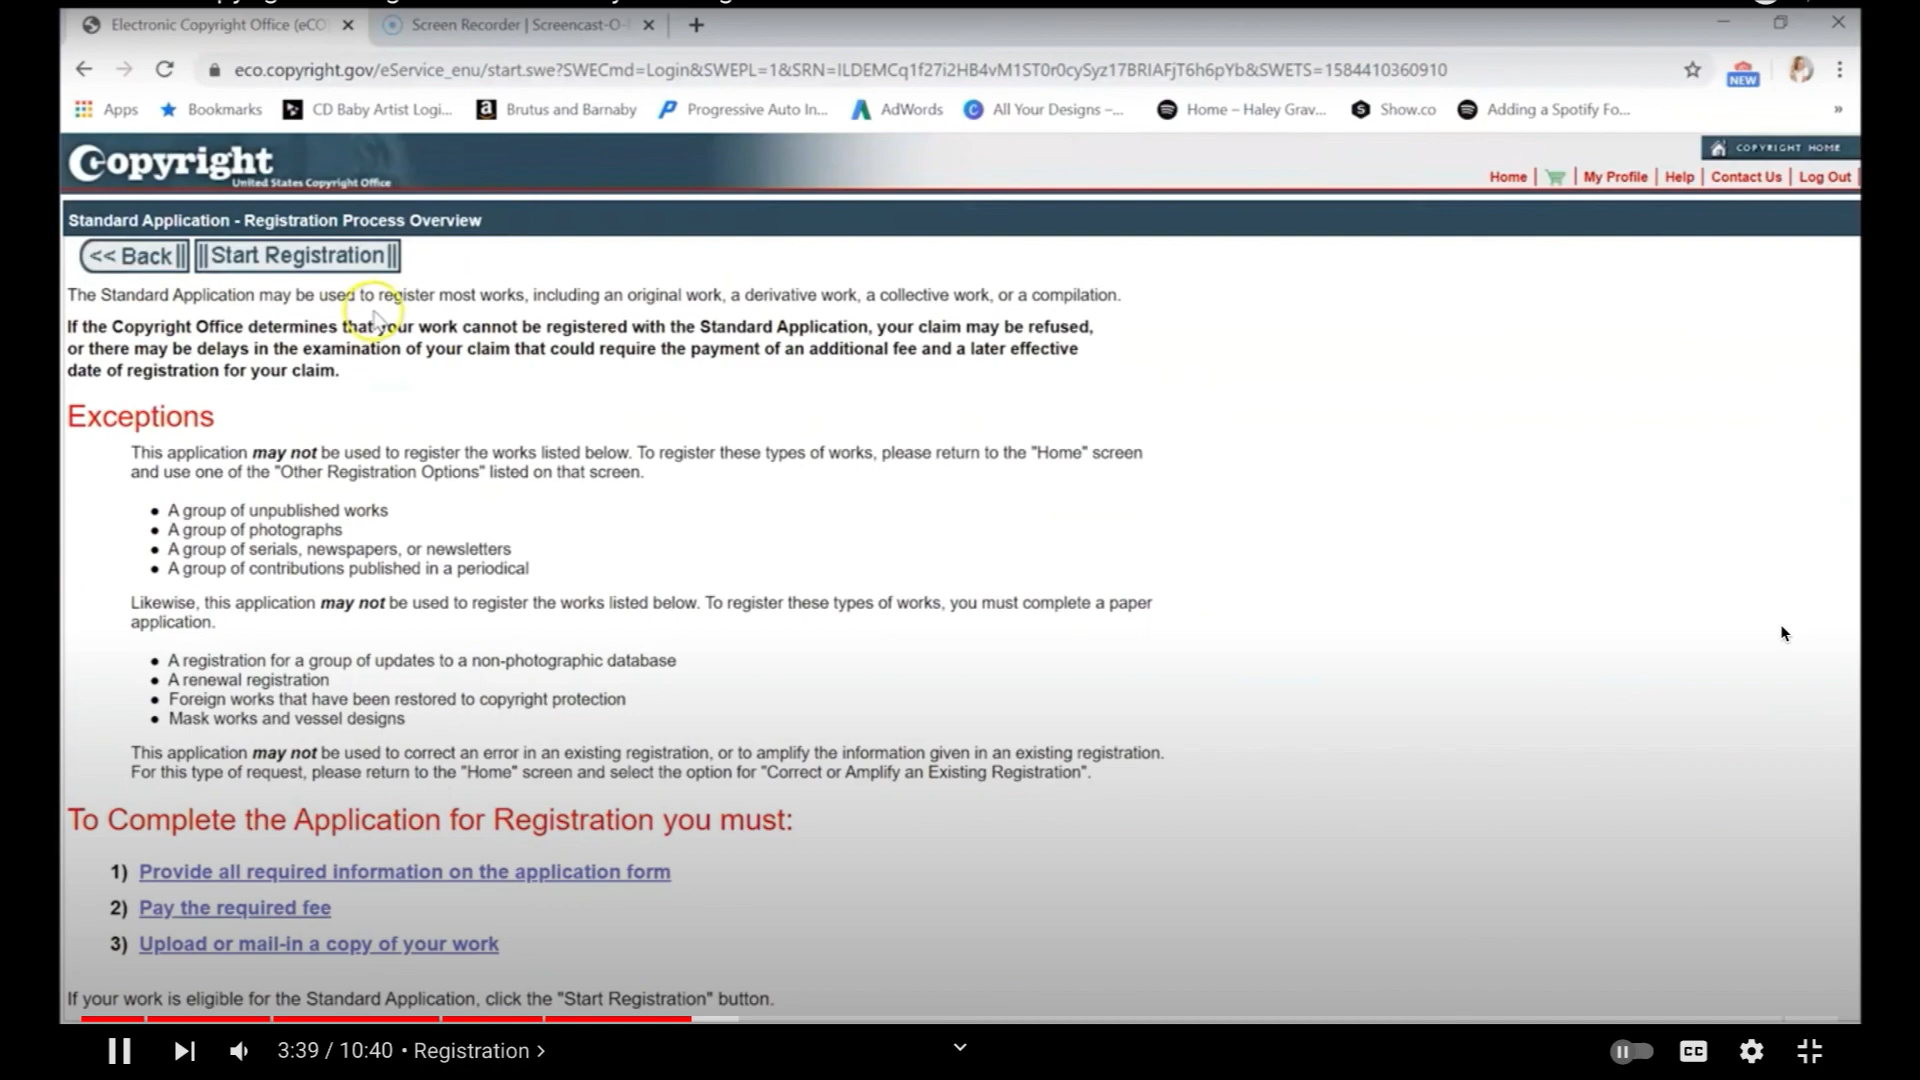 Electronic Copyright Office (eCO
Screen Recorder | Screencast-O-
eco.copyright.gov/eService_enu/start.swe?SWECmd=Login&SWEPL=1&SRN=ILDEMCq1f27i2HB4vM1ST0r0cySyz17BRIAFjT6h6pYb&SWETS=1584410360910
NEW
Apps Bookmarks CD Baby Artist Logi... Brutus and Barnaby Progressive Auto In... AdWords All Your Designs –... Home – Haley Grav... Show.co Adding a Spotify Fo... »
Copyright
United States Copyright Office
COPYRIGHT HOME
Home | | My Profile | Help | Contact Us | Log Out
Standard Application - Registration Process Overview
<< Back Start Registration
The Standard Application may be used to register most works, including an original work, a derivative work, a collective work, or a compilation.
If the Copyright Office determines that your work cannot be registered with the Standard Application, your claim may be refused,
or there may be delays in the examination of your claim that could require the payment of an additional fee and a later effective
date of registration for your claim.
Exceptions
This application may not be used to register the works listed below. To register these types of works, please return to the "Home" screen
and use one of the "Other Registration Options" listed on that screen.
• A group of unpublished works
• A group of photographs
• A group of serials, newspapers, or newsletters
• A group of contributions published in a periodical
Likewise, this application may not be used to register the works listed below. To register these types of works, you must complete a paper
application.
• A registration for a group of updates to a non-photographic database
• A renewal registration
• Foreign works that have been restored to copyright protection
• Mask works and vessel designs
This application may not be used to correct an error in an existing registration, or to amplify the information given in an existing registration.
For this type of request, please return to the "Home" screen and select the option for "Correct or Amplify an Existing Registration".
To Complete the Application for Registration you must:
1) Provide all required information on the application form
2) Pay the required fee
3) Upload or mail-in a copy of your work
If your work is eligible for the Standard Application, click the "Start Registration" button.
3:39 / 10:40 • Registration >
CC